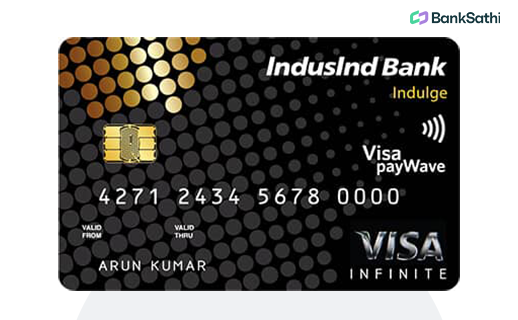 BankSathi
IndusInd Bank
Indulge
Visa
payWave
4271 2434 5678 0000
VALID
FROM
VALID
THRU
ARUN KUMAR
VISA
INFINITE